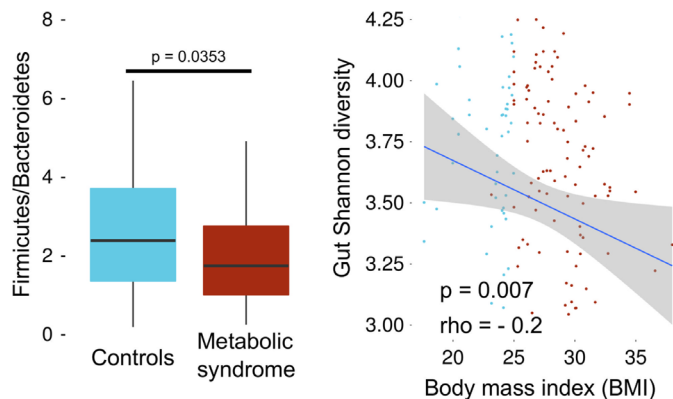 8 -
6 -
4 -
2 -
0 -
Firmicutes/Bacteroidetes
p = 0.0353
Controls
Metabolic
syndrome
4.25
4.00
3.75
3.50
3.25
3.00
Gut Shannon diversity
p = 0.007
rho = - 0.2
20 25 30 35
Body mass index (BMI)